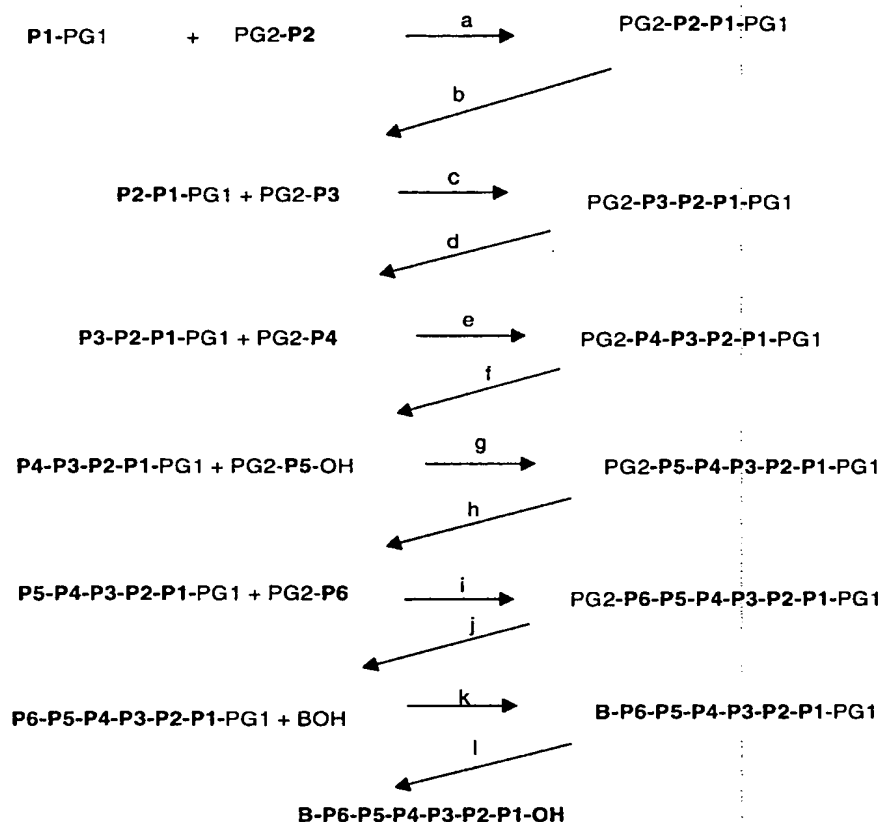 P1-PG1 + PG2-P2 a PG2-P2-P1-PG1
b
P2-P1-PG1 + PG2-P3 c PG2-P3-P2-P1-PG1
d
P3-P2-P1-PG1 + PG2-P4 e PG2-P4-P3-P2-P1-PG1
f
P4-P3-P2-P1-PG1 + PG2-P5-OH g PG2-P5-P4-P3-P2-P1-PG1
h
P5-P4-P3-P2-P1-PG1 + PG2-P6 i PG2-P6-P5-P4-P3-P2-P1-PG1
j
P6-P5-P4-P3-P2-P1-PG1 + BOH k B-P6-P5-P4-P3-P2-P1-PG1
l
B-P6-P5-P4-P3-P2-P1-OH